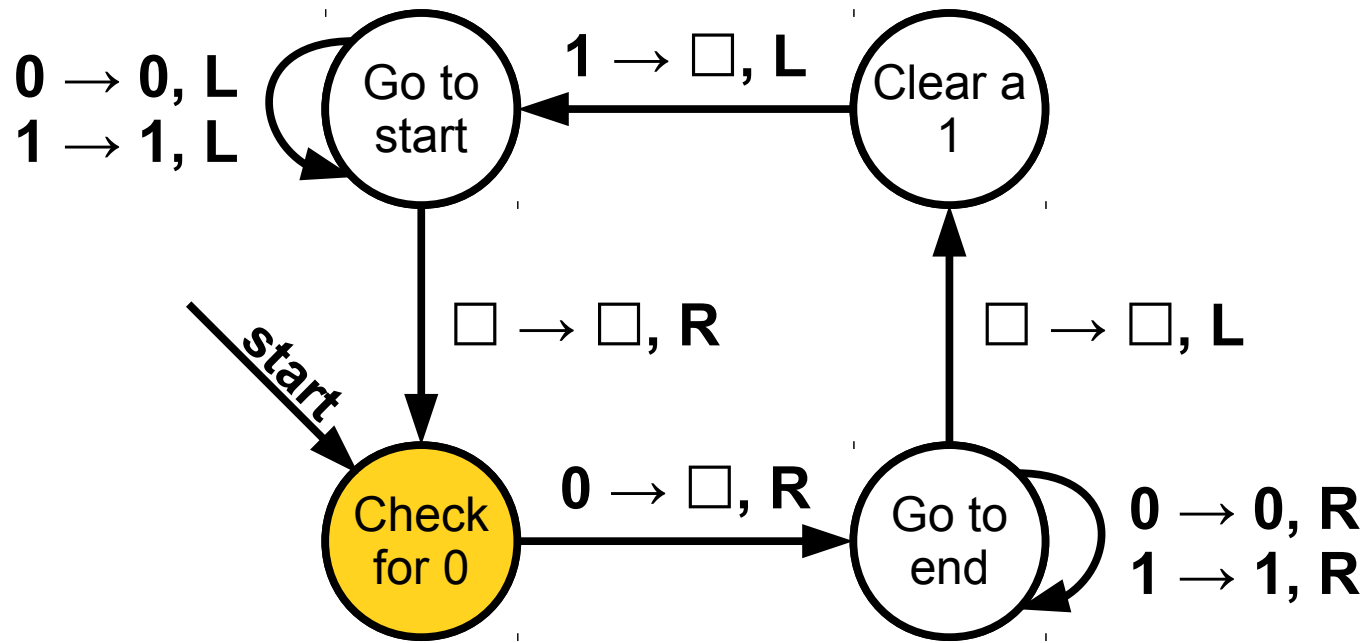 0 → 0, L
1 → 1, L
Go to
start
1 → □, L
Clear a
1
□ → □, R
□ → □, L
start
Check
for 0
0 → □, R
Go to
end
0 → 0, R
1 → 1, R